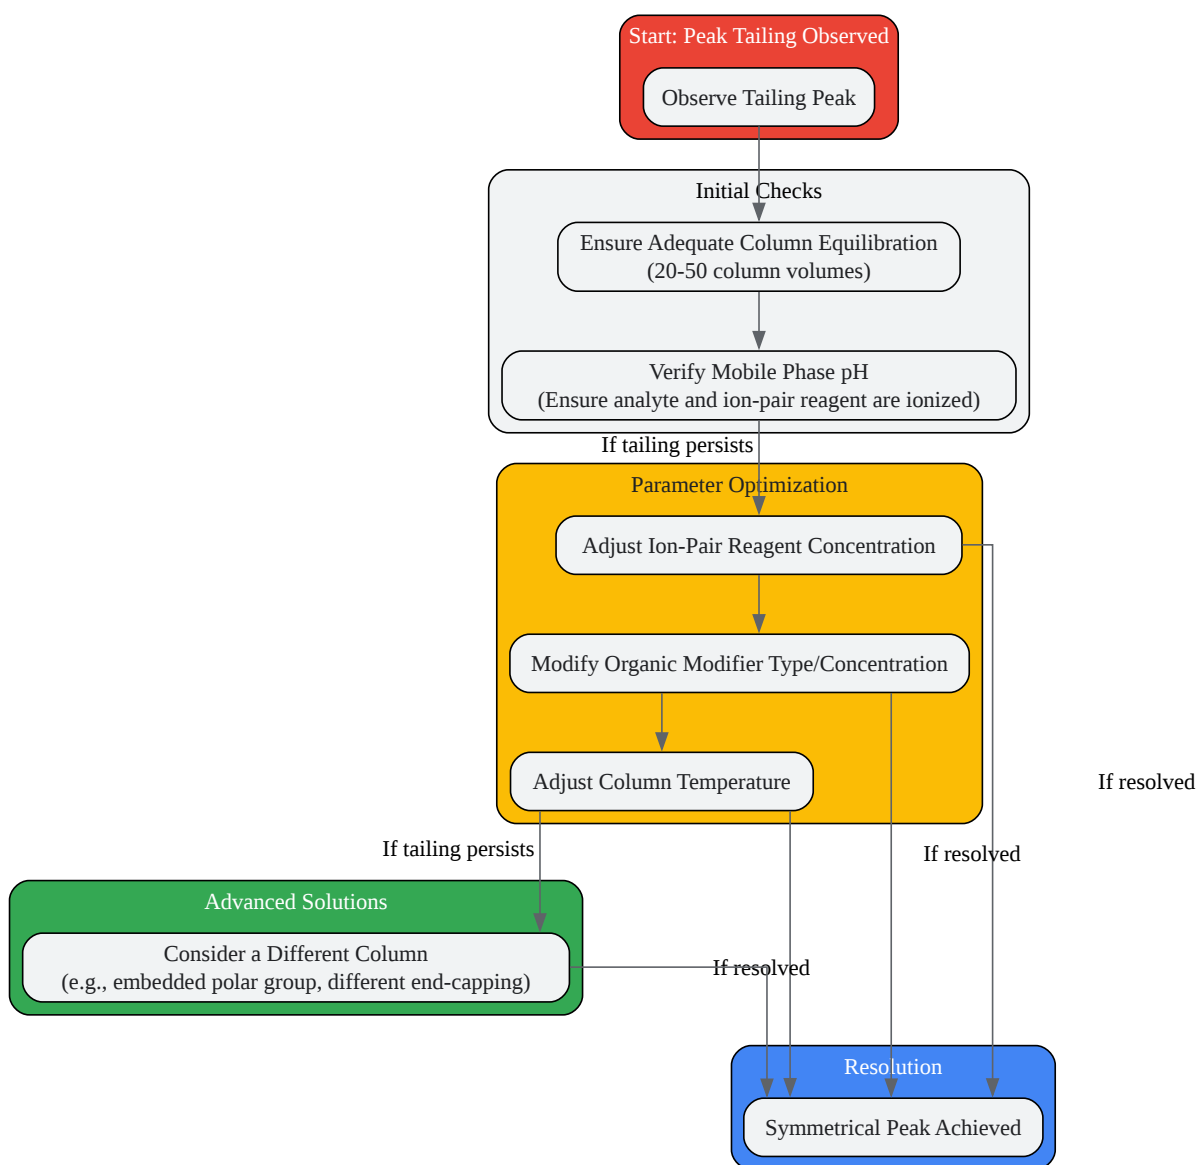 Start: Peak Tailing Observed
Observe Tailing Peak
Initial Checks
Ensure Adequate Column Equilibration
(20-50 column volumes)
Verify Mobile Phase pH
(Ensure analyte and ion-pair reagent are ionized)
If tailing persists
Parameter Optimization
Adjust Ion-Pair Reagent Concentration
Modify Organic Modifier Type/Concentration
Adjust Column Temperature
If resolved
If tailing persists
If resolved
Advanced Solutions
Consider a Different Column
(e.g., embedded polar group, different end-capping)
If resolved
Resolution
Symmetrical Peak Achieved